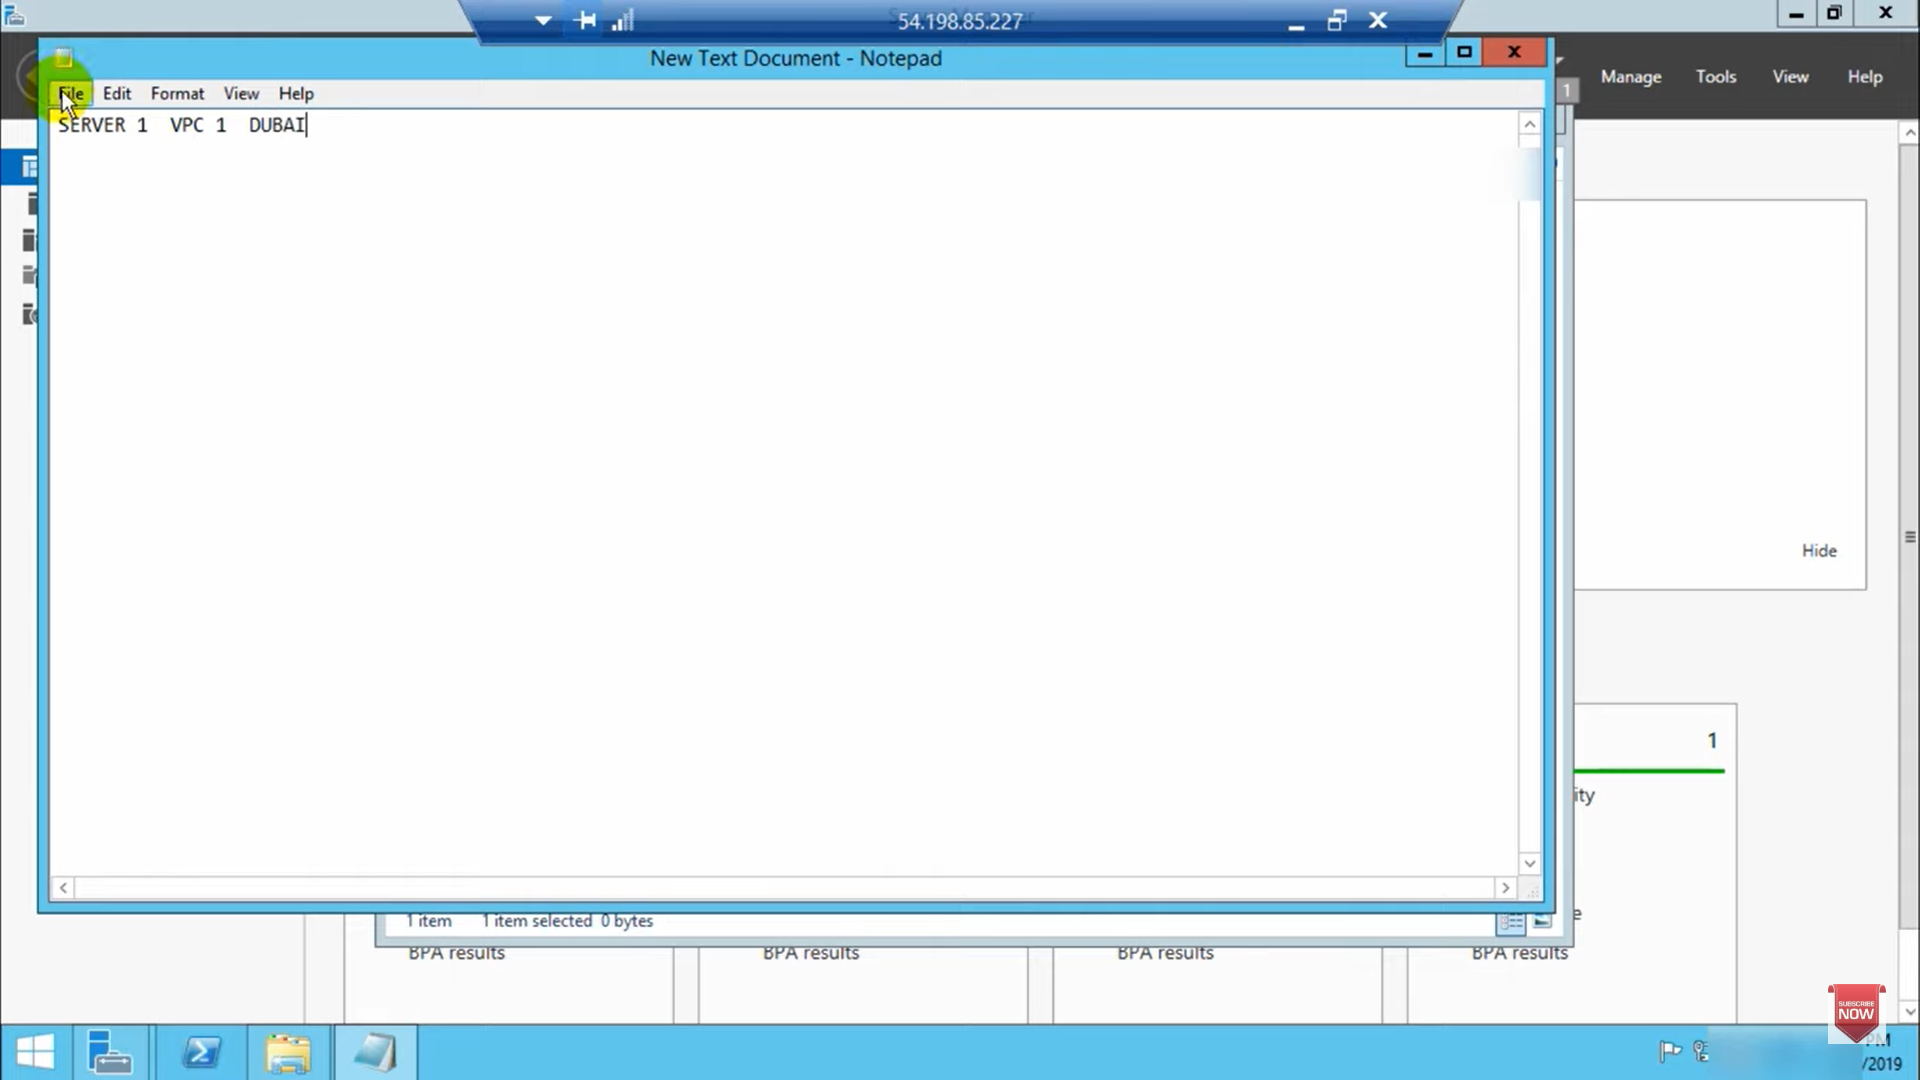 54.198.85.227
New Text Document - Notepad
File Edit Format View Help
Manage Tools View Help
1
SERVER 1  VPC 1  DUBAI
Hide
1
1 item 1 item selected 0 bytes
BPA results BPA results BPA results BPA results
SUBSCRIBE
NOW
PM
/2019